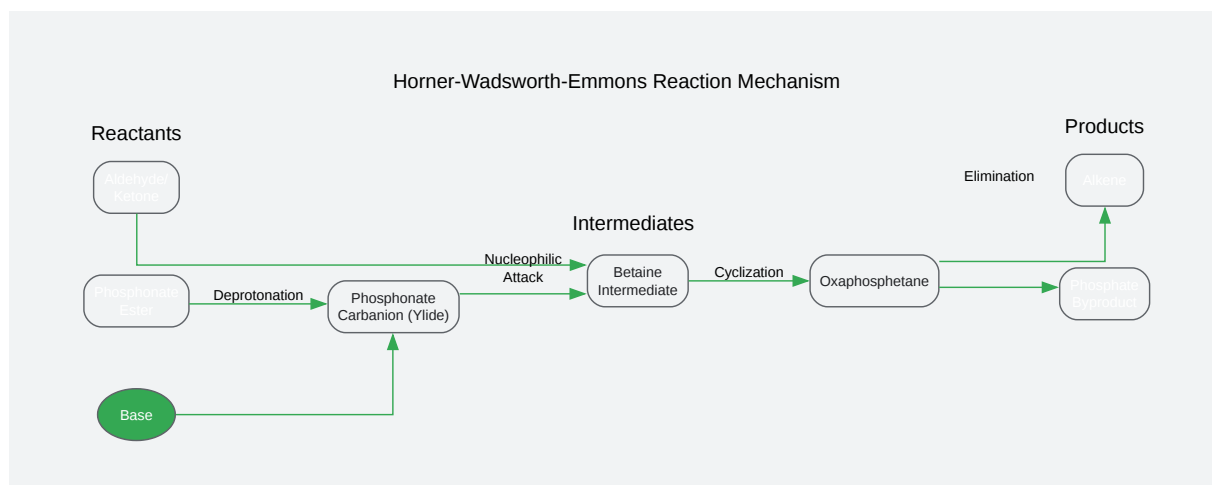 Horner-Wadsworth-Emmons Reaction Mechanism
Reactants
Products
Aldehyde/
Ketone
Elimination
Alkene
Intermediates
Nucleophilic
Attack
Betaine
Intermediate
Cyclization
Oxaphosphetane
Phosphonate
Ester
Deprotonation
Phosphonate
Carbanion (Ylide)
Phosphate
Byproduct
Base